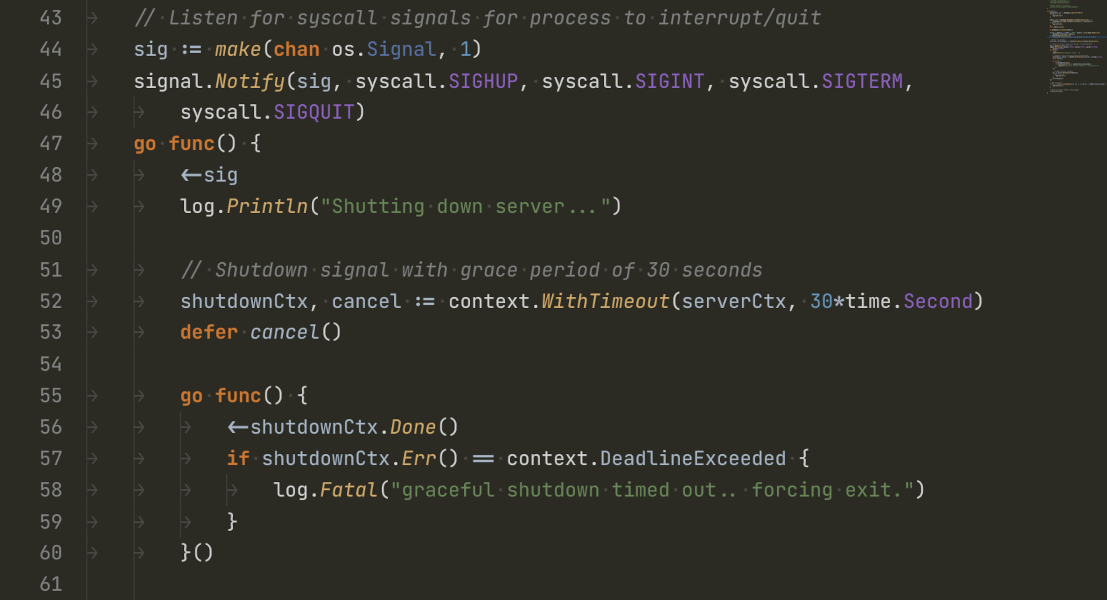 43 // Listen for syscall signals for process to interrupt/quit
44 sig := make(chan os.Signal, 1)
45 signal.Notify(sig, syscall.SIGHUP, syscall.SIGINT, syscall.SIGTERM,
46 syscall.SIGQUIT)
47 go func() {
48 <-sig
49 log.Println("Shutting down server...")
50
51 // Shutdown signal with grace period of 30 seconds
52 shutdownCtx, cancel := context.WithTimeout(serverCtx, 30*time.Second)
53 defer cancel()
54
55 go func() {
56 <-shutdownCtx.Done()
57 if shutdownCtx.Err() == context.DeadlineExceeded {
58 log.Fatal("graceful shutdown timed out.. forcing exit.")
59 }
60 }()
61